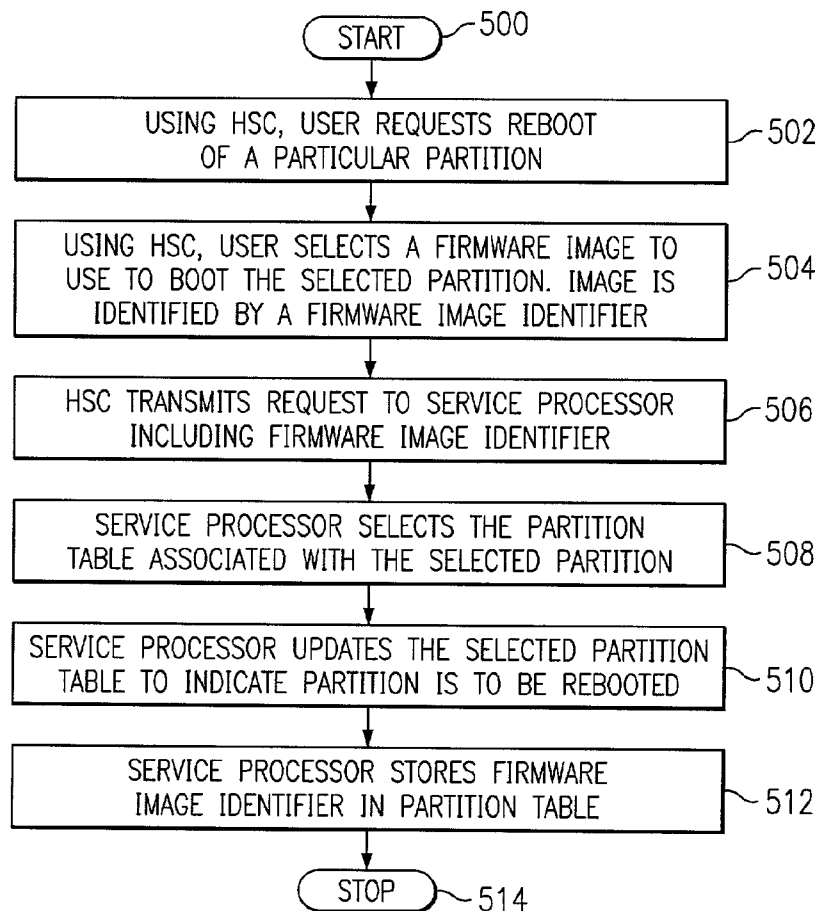 START
500
USING HSC, USER REQUESTS REBOOT
OF A PARTICULAR PARTITION
502
USING HSC, USER SELECTS A FIRMWARE IMAGE TO
USE TO BOOT THE SELECTED PARTITION. IMAGE IS
IDENTIFIED BY A FIRMWARE IMAGE IDENTIFIER
504
HSC TRANSMITS REQUEST TO SERVICE PROCESSOR
INCLUDING FIRMWARE IMAGE IDENTIFIER
506
SERVICE PROCESSOR SELECTS THE PARTITION
TABLE ASSOCIATED WITH THE SELECTED PARTITION
508
SERVICE PROCESSOR UPDATES THE SELECTED PARTITION
TABLE TO INDICATE PARTITION IS TO BE REBOOTED
510
SERVICE PROCESSOR STORES FIRMWARE
IMAGE IDENTIFIER IN PARTITION TABLE
512
STOP
514